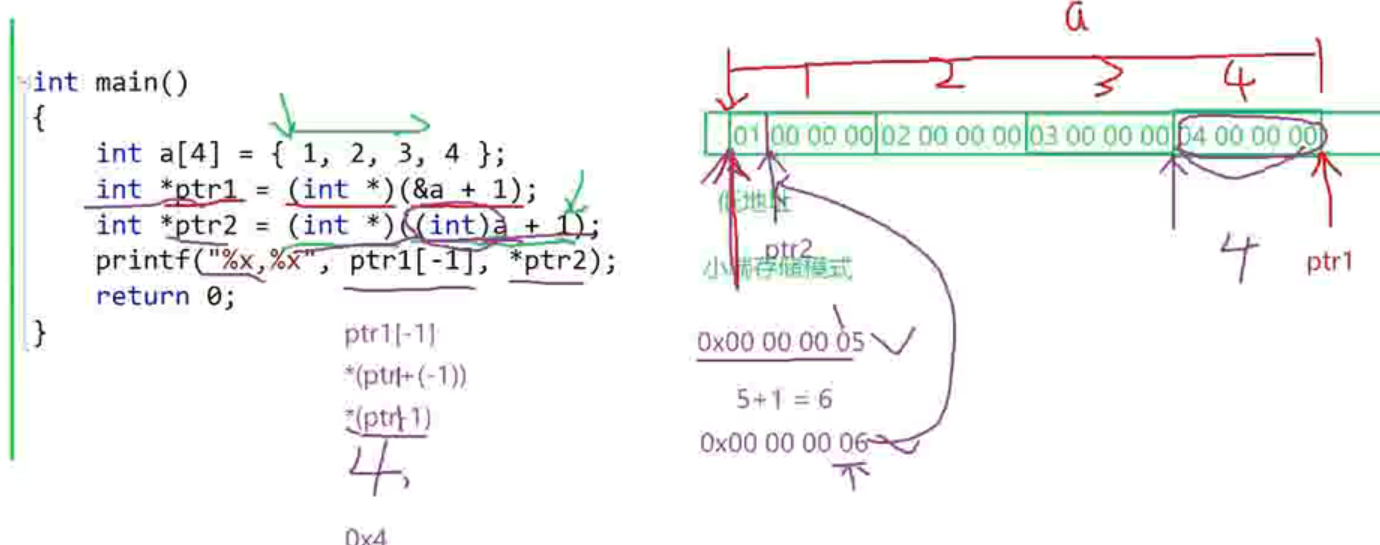 int main()
{
int a[4] = { 1, 2, 3, 4 };
int *ptr1 = (int *)(&a + 1);
int *ptr2 = (int *)((int)a + 1);
printf("%x,%x", ptr1[-1], *ptr2);
return 0;
}
ptr1[-1]
*(ptr1+(-1))
*(ptr1-1)
4,
0x4
a
1 2 3 4
01 00 00 00 02 00 00 00 03 00 00 00 04 00 00 00
低地址
ptr2
小端存储模式
4
ptr1
0x00 00 00 05
5+1 = 6
0x00 00 00 06